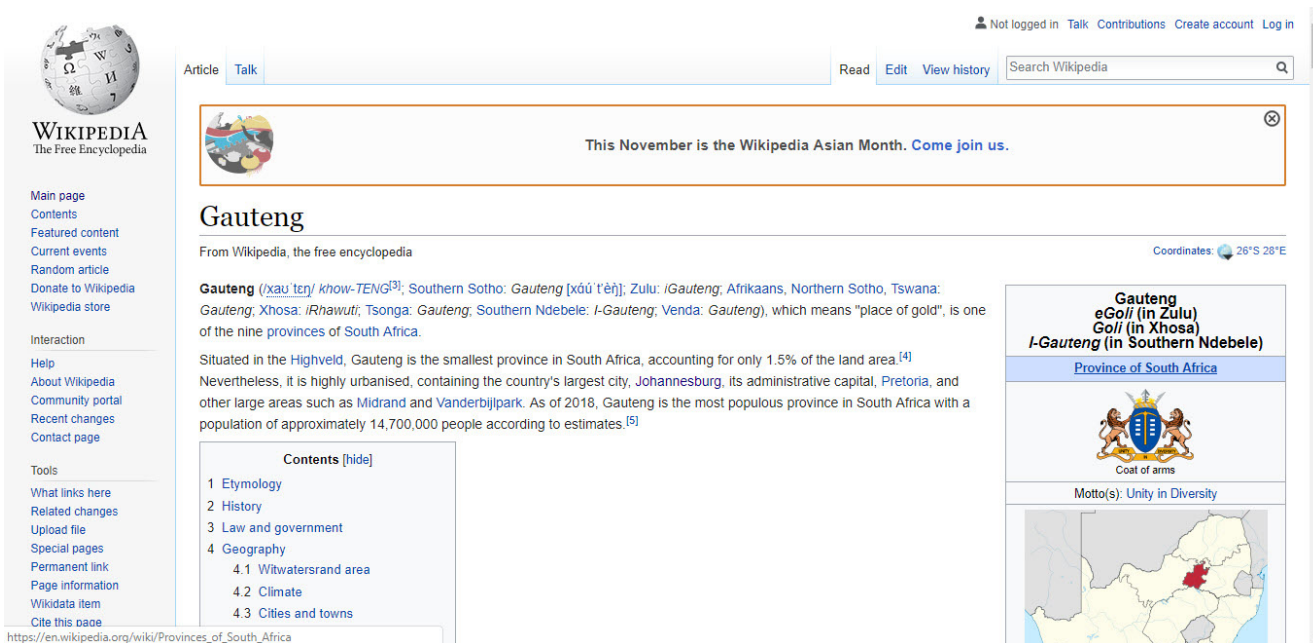 Not logged in Talk Contributions Create account Log in
Article Talk
Read Edit View history
Search Wikipedia
WIKIPEDIA
The Free Encyclopedia
Main page
Contents
Featured content
Current events
Random article
Donate to Wikipedia
Wikipedia store
Interaction
Help
About Wikipedia
Community portal
Recent changes
Contact page
Tools
What links here
Related changes
Upload file
Special pages
Permanent link
Page information
Wikidata item
Cite this page
This November is the Wikipedia Asian Month. Come join us.
Gauteng
From Wikipedia, the free encyclopedia
Coordinates: 26°S 28°E
Gauteng (/xaʊˈtɛŋ/ khow-TENG[3]; Southern Sotho: Gauteng [xɑ́úˈtʼèŋ̀]; Zulu: iGauteng; Afrikaans, Northern Sotho, Tswana:
Gauteng; Xhosa: iRhawuti; Tsonga: Gauteng; Southern Ndebele: I-Gauteng; Venda: Gauteng), which means "place of gold", is one
of the nine provinces of South Africa.
Situated in the Highveld, Gauteng is the smallest province in South Africa, accounting for only 1.5% of the land area.[4]
Nevertheless, it is highly urbanised, containing the country's largest city, Johannesburg, its administrative capital, Pretoria, and
other large areas such as Midrand and Vanderbijlpark. As of 2018, Gauteng is the most populous province in South Africa with a
population of approximately 14,700,000 people according to estimates.[5]
Contents [hide]
1 Etymology
2 History
3 Law and government
4 Geography
4.1 Witwatersrand area
4.2 Climate
4.3 Cities and towns
Gauteng
eGoli (in Zulu)
Goli (in Xhosa)
I-Gauteng (in Southern Ndebele)
Province of South Africa
Coat of arms
Motto(s): Unity in Diversity
https://en.wikipedia.org/wiki/Provinces_of_South_Africa